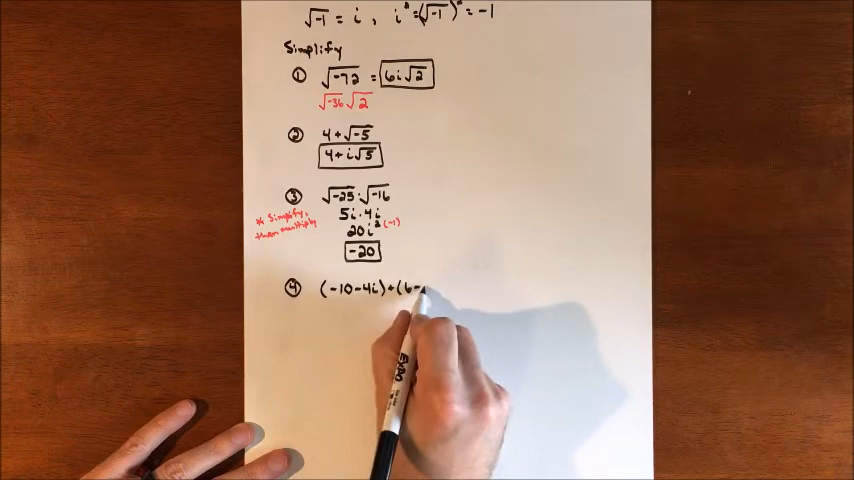 √-1 = i , i² = (√-1)² = -1
Simplify
① √-72 = 6i√2
√-36 √2
② 4 + √-5
4 + i√5
③ √-25 · √-16
* Simplify, then multiply
5i · 4i
20i² (-1)
-20
④ (-10-4i)+(6-
EXPO